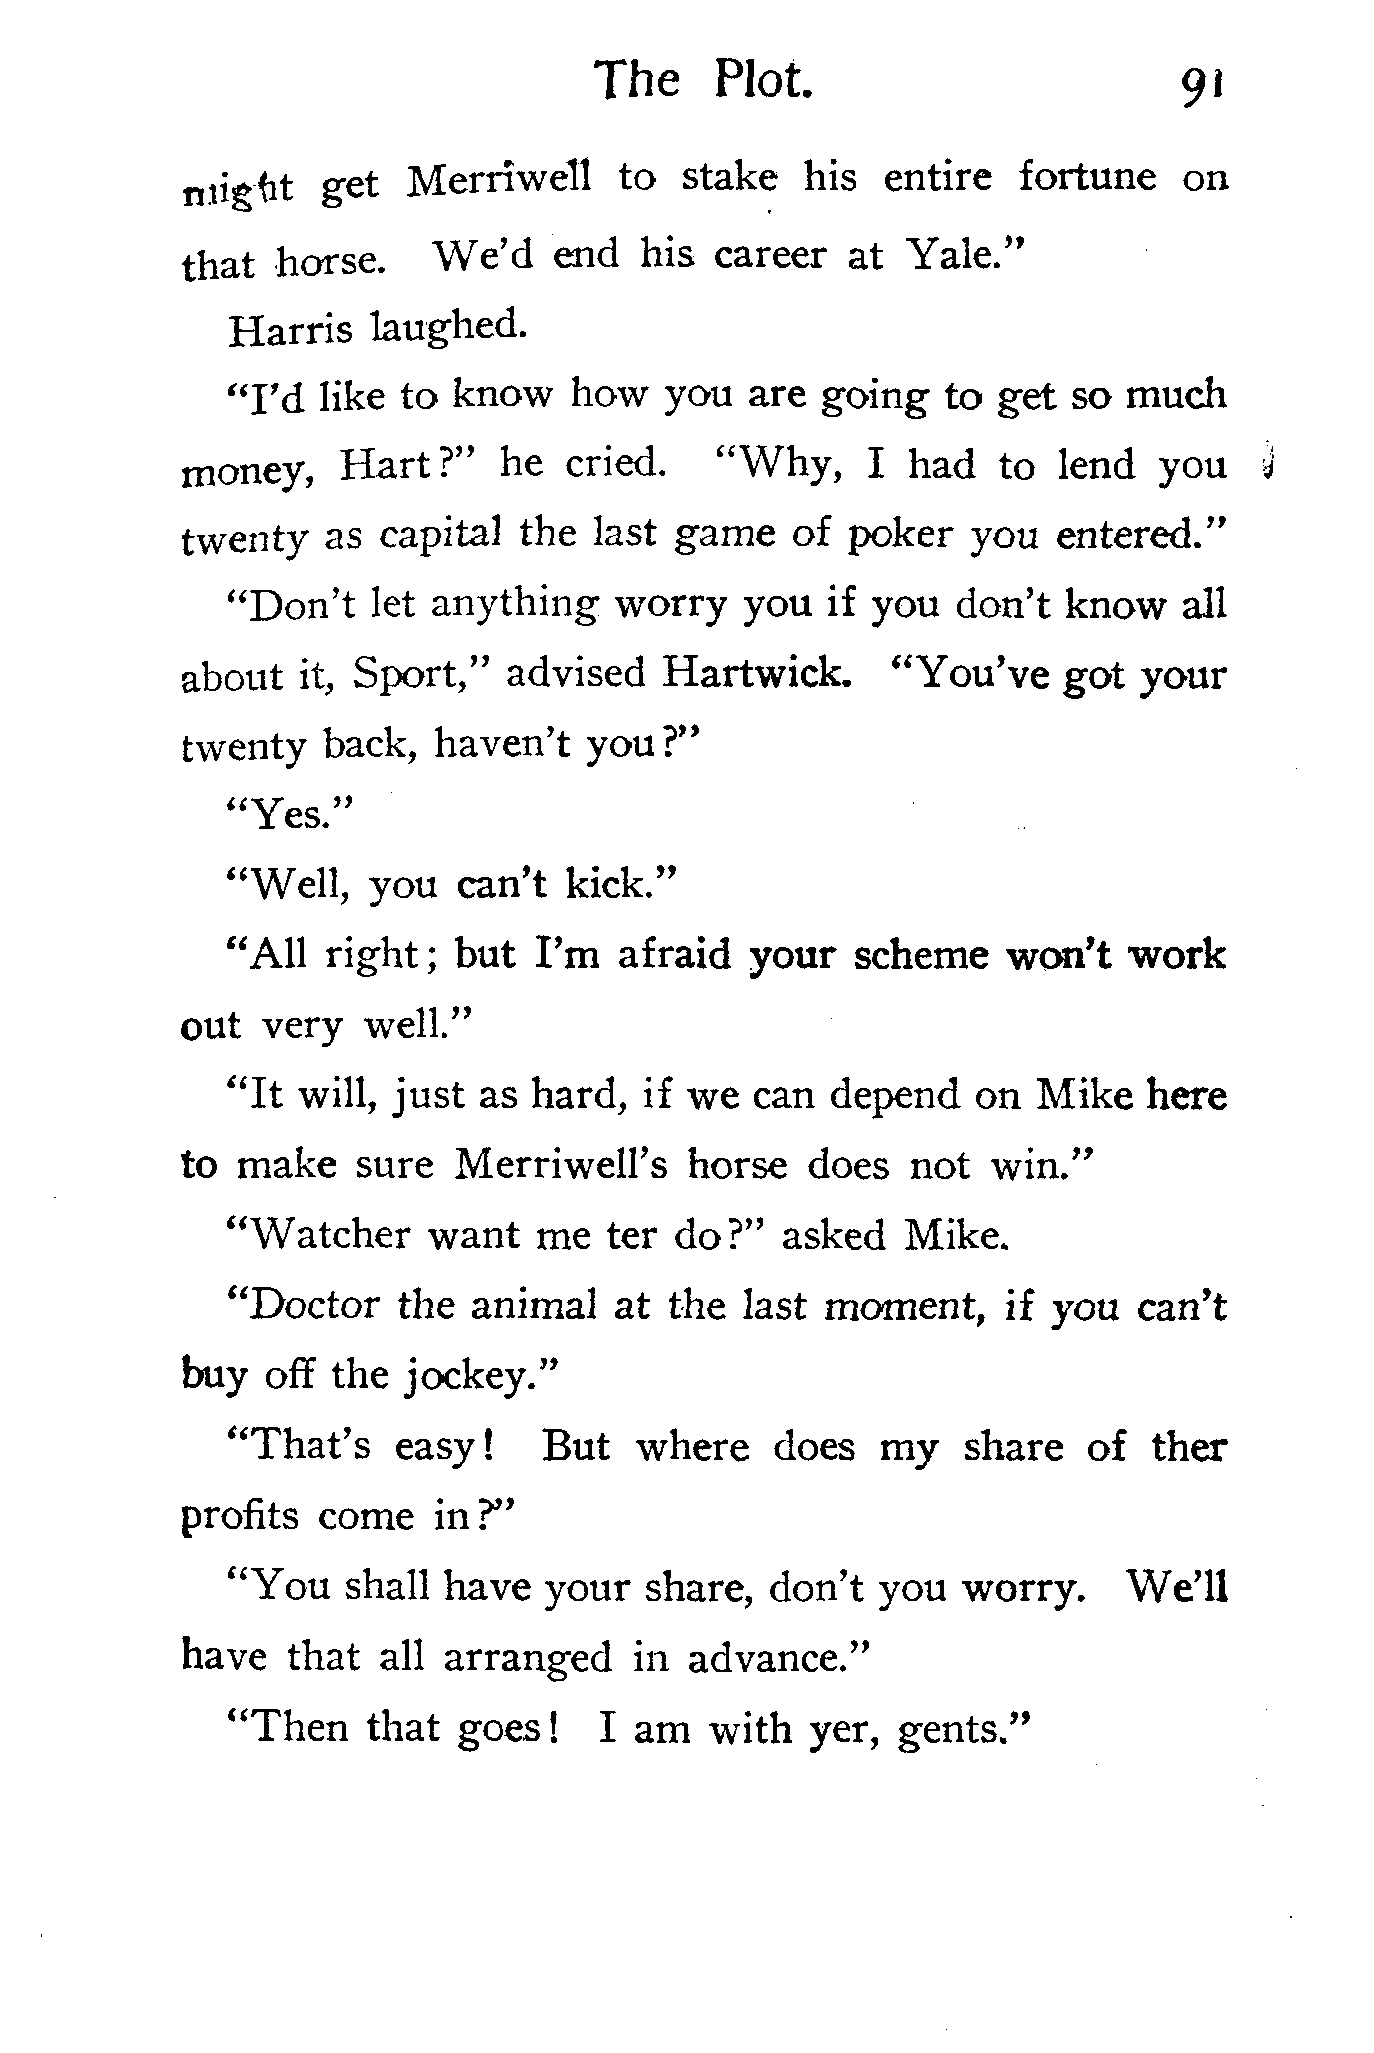 The Plot. 91
might get Merriwell to stake his entire fortune on
that horse. We'd end his career at Yale."
Harris laughed.
"I'd like to know how you are going to get so much
money, Hart?" he cried. "Why, I had to lend you
twenty as capital the last game of poker you entered."
"Don't let anything worry you if you don't know all
about it, Sport," advised Hartwick. "You've got your
twenty back, haven't you?"
"Yes."
"Well, you can't kick."
"All right; but I'm afraid your scheme won't work
out very well."
"It will, just as hard, if we can depend on Mike here
to make sure Merriwell's horse does not win."
"Watcher want me ter do?" asked Mike.
"Doctor the animal at the last moment, if you can't
buy off the jockey."
"That's easy! But where does my share of ther
profits come in?"
"You shall have your share, don't you worry. We'll
have that all arranged in advance."
"Then that goes! I am with yer, gents."